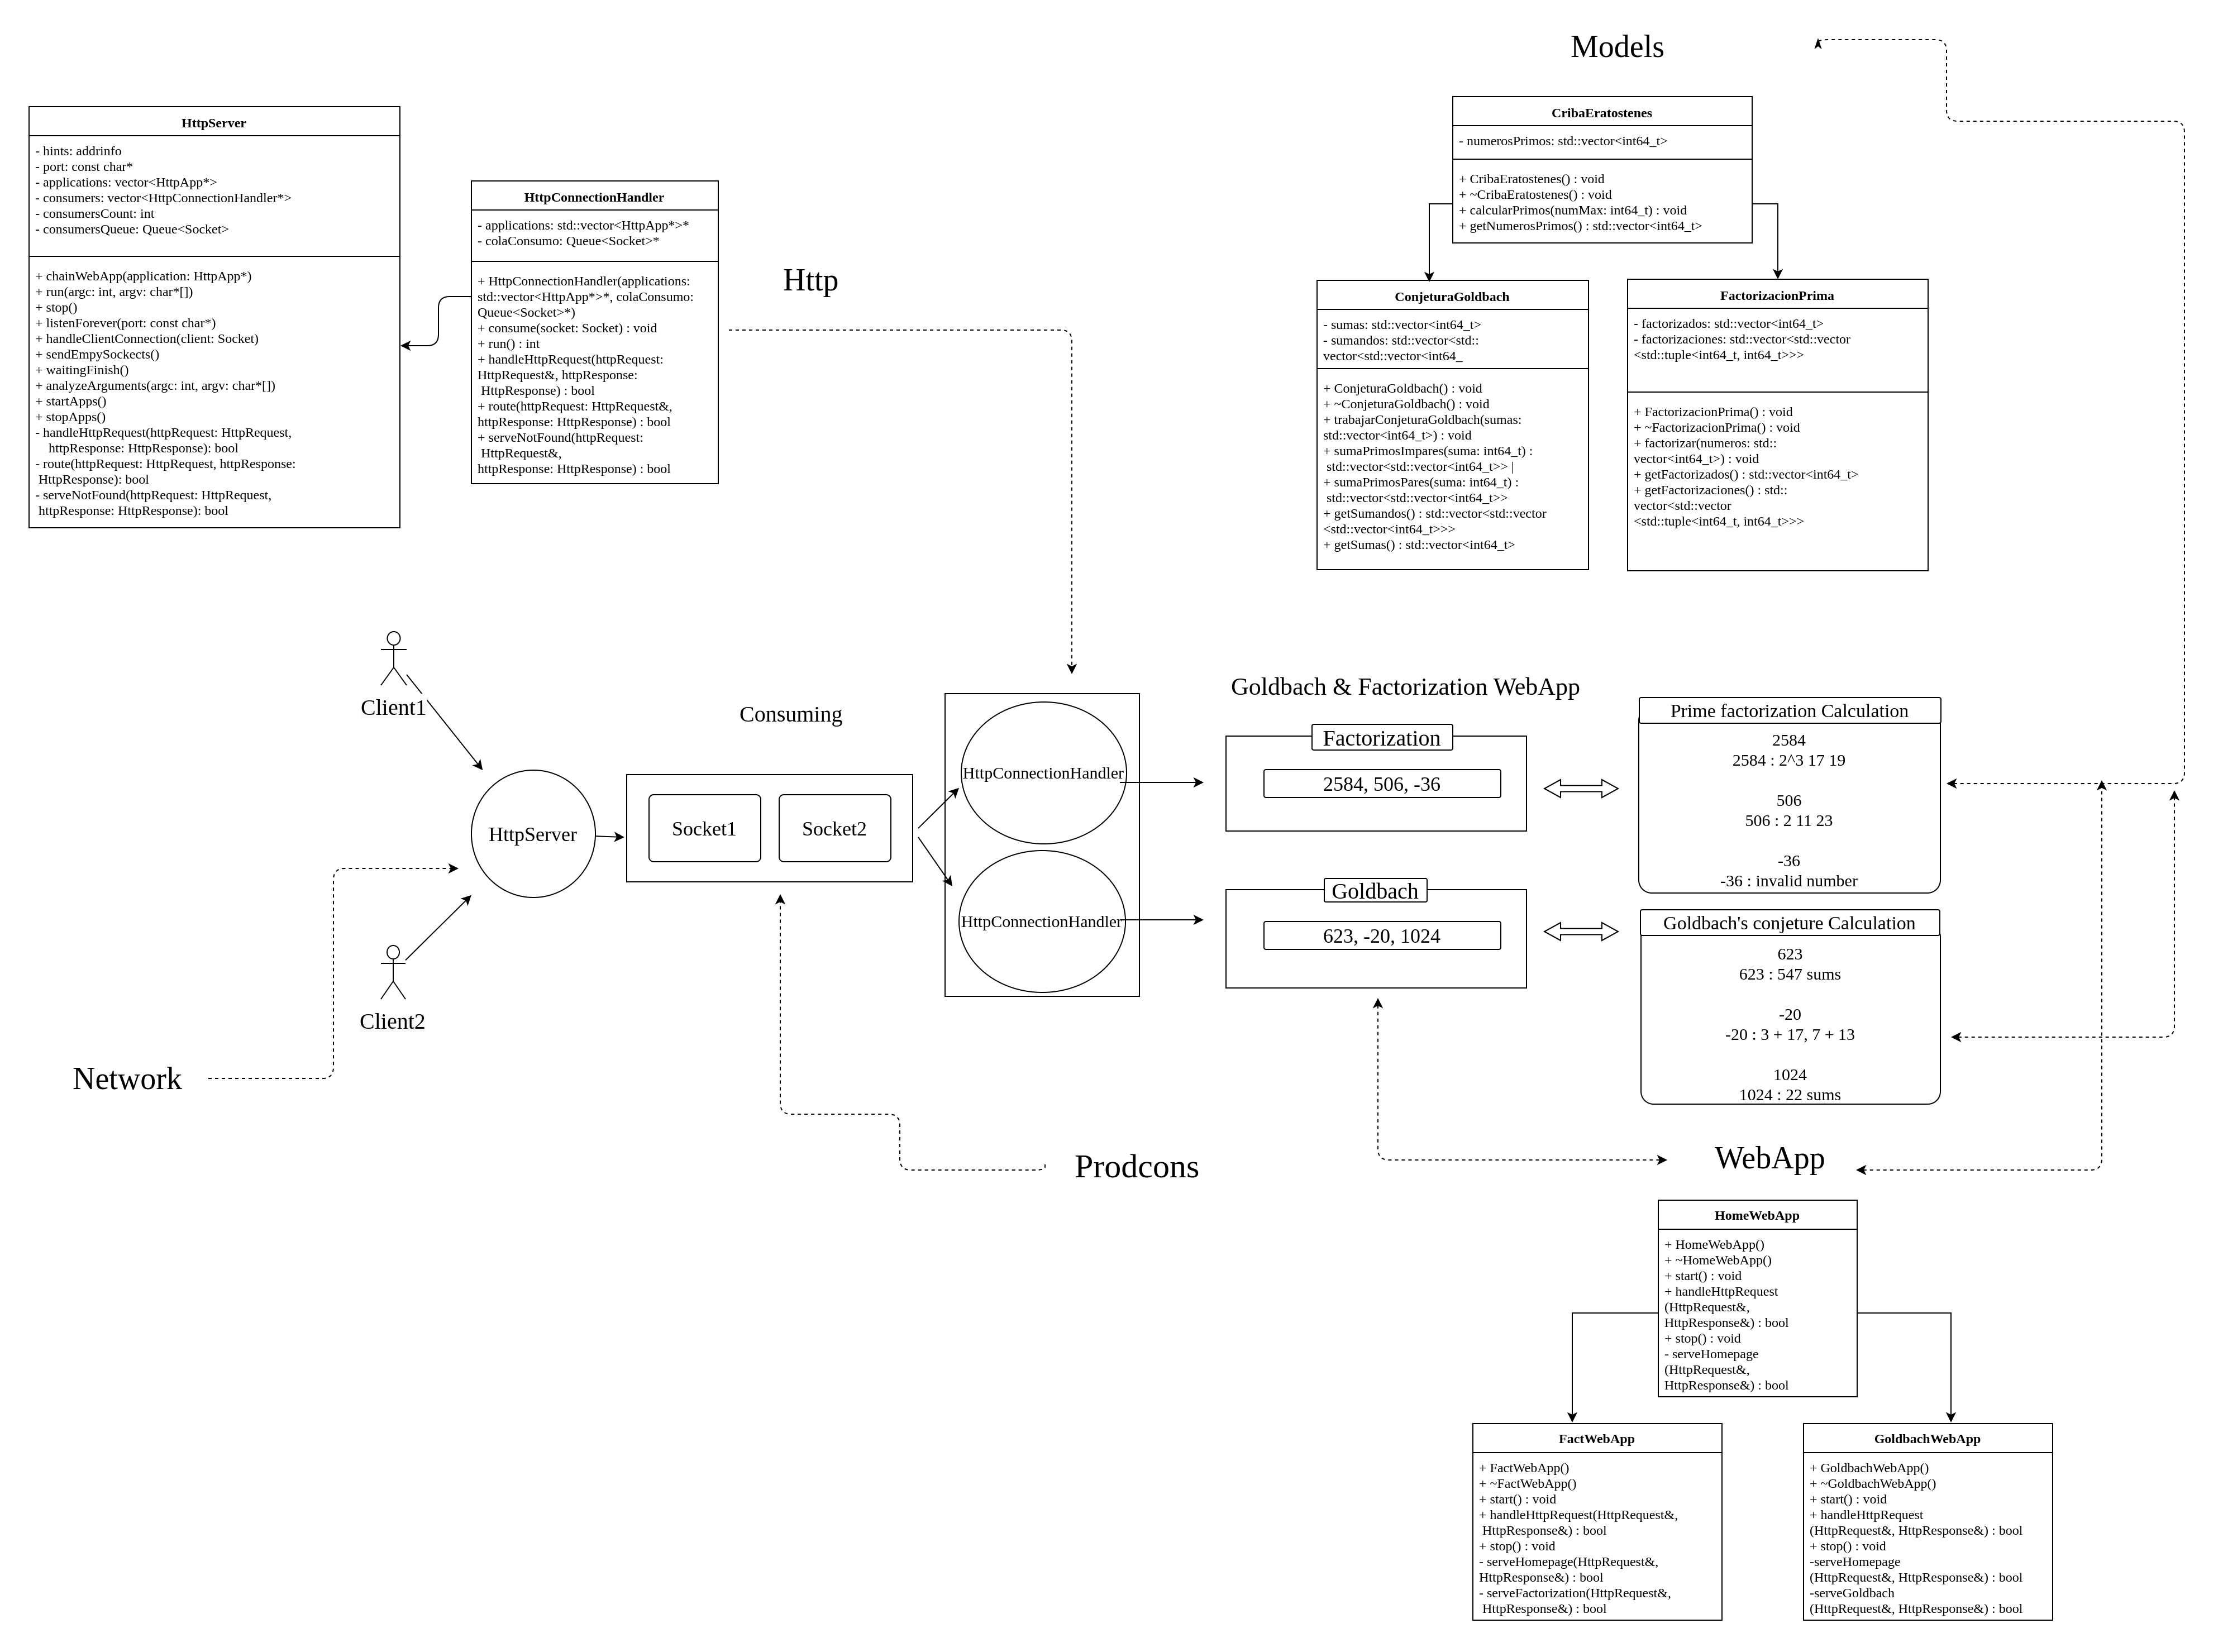 Models
HttpServer
- hints: addrinfo
- port: const char*
- applications: vector<HttpApp*>
- consumers: vector<HttpConnectionHandler*>
- consumersCount: int
- consumersQueue: Queue<Socket>
+ chainWebApp(application: HttpApp*)
+ run(argc: int, argv: char*[])
+ stop()
+ listenForever(port: const char*)
+ handleClientConnection(client: Socket)
+ sendEmpySockects()
+ waitingFinish()
+ analyzeArguments(argc: int, argv: char*[])
+ startApps()
+ stopApps()
- handleHttpRequest(httpRequest: HttpRequest,
httpResponse: HttpResponse): bool
- route(httpRequest: HttpRequest, httpResponse:
HttpResponse): bool
- serveNotFound(httpRequest: HttpRequest,
httpResponse: HttpResponse): bool
HttpConnectionHandler
- applications: std::vector<HttpApp*>*
- colaConsumo: Queue<Socket>*
+ HttpConnectionHandler(applications:
std::vector<HttpApp*>*, colaConsumo:
Queue<Socket>*)
+ consume(socket: Socket) : void
+ run() : int
+ handleHttpRequest(httpRequest:
HttpRequest&, httpResponse:
HttpResponse) : bool
+ route(httpRequest: HttpRequest&,
httpResponse: HttpResponse) : bool
+ serveNotFound(httpRequest:
HttpRequest&,
httpResponse: HttpResponse) : bool
Http
CribaEratostenes
- numerosPrimos: std::vector<int64_t>
+ CribaEratostenes() : void
+ ~CribaEratostenes() : void
+ calcularPrimos(numMax: int64_t) : void
+ getNumerosPrimos() : std::vector<int64_t>
ConjeturaGoldbach
- sumas: std::vector<int64_t>
- sumandos: std::vector<std::
vector<std::vector<int64_
+ ConjeturaGoldbach() : void
+ ~ConjeturaGoldbach() : void
+ trabajarConjeturaGoldbach(sumas:
std::vector<int64_t>) : void
+ sumaPrimosImpares(suma: int64_t) :
std::vector<std::vector<int64_t>> |
+ sumaPrimosPares(suma: int64_t) :
std::vector<std::vector<int64_t>>
+ getSumandos() : std::vector<std::vector
<std::vector<int64_t>>>
+ getSumas() : std::vector<int64_t>
FactorizacionPrima
- factorizados: std::vector<int64_t>
- factorizaciones: std::vector<std::vector
<std::tuple<int64_t, int64_t>>>
+ FactorizacionPrima() : void
+ ~FactorizacionPrima() : void
+ factorizar(numeros: std::
vector<int64_t>) : void
+ getFactorizados() : std::vector<int64_t>
+ getFactorizaciones() : std::
vector<std::vector
<std::tuple<int64_t, int64_t>>>
Client1
Consuming
HttpServer
Socket1
Socket2
HttpConnectionHandler
HttpConnectionHandler
Client2
Network
Prodcons
Goldbach & Factorization WebApp
Factorization
2584, 506, -36
Goldbach
623, -20, 1024
Prime factorization Calculation
2584
2584 : 2^3 17 19
506
506 : 2 11 23
-36
-36 : invalid number
Goldbach's conjeture Calculation
623
623 : 547 sums
-20
-20 : 3 + 17, 7 + 13
1024
1024 : 22 sums
WebApp
HomeWebApp
+ HomeWebApp()
+ ~HomeWebApp()
+ start() : void
+ handleHttpRequest
(HttpRequest&,
HttpResponse&) : bool
+ stop() : void
- serveHomepage
(HttpRequest&,
HttpResponse&) : bool
FactWebApp
+ FactWebApp()
+ ~FactWebApp()
+ start() : void
+ handleHttpRequest(HttpRequest&,
HttpResponse&) : bool
+ stop() : void
- serveHomepage(HttpRequest&,
HttpResponse&) : bool
- serveFactorization(HttpRequest&,
HttpResponse&) : bool
GoldbachWebApp
+ GoldbachWebApp()
+ ~GoldbachWebApp()
+ start() : void
+ handleHttpRequest
(HttpRequest&, HttpResponse&) : bool
+ stop() : void
-serveHomepage
(HttpRequest&, HttpResponse&) : bool
-serveGoldbach
(HttpRequest&, HttpResponse&) : bool